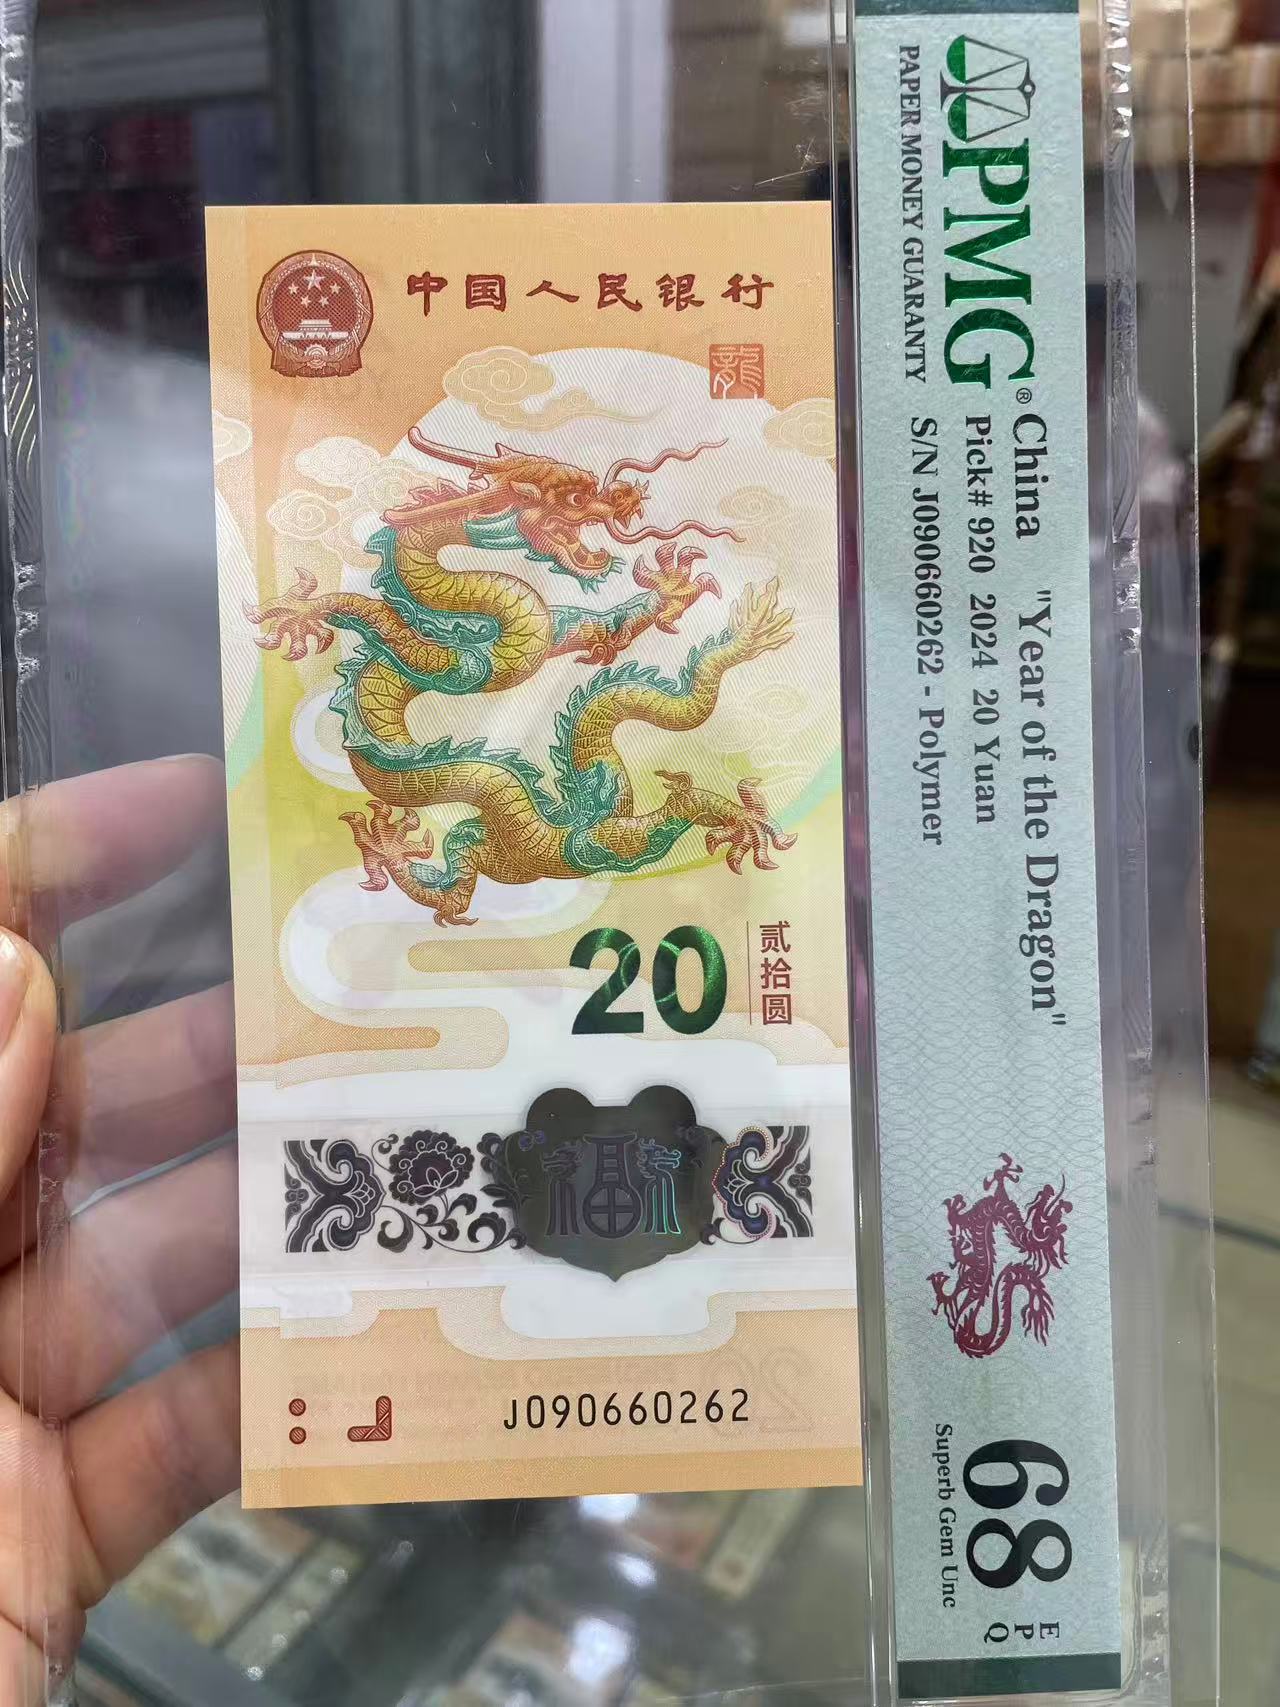 中国人民银行
龍
20
贰拾圆
福
J090660262
PMG®
PAPER MONEY GUARANTY
China "Year of the Dragon"
Pick# 920 2024 20 Yuan
S/N J090660262 - Polymer
68
EPQ
Superb Gem Unc